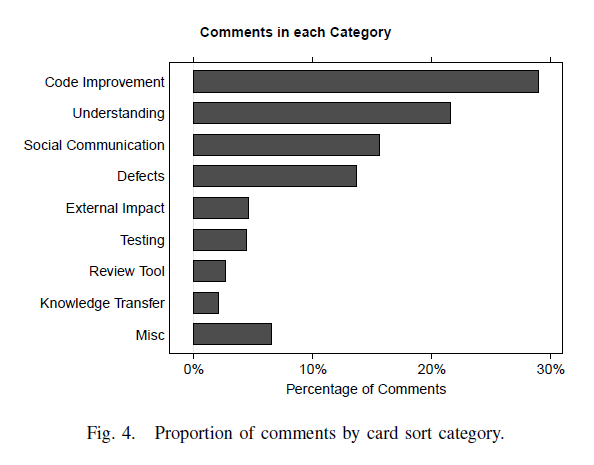 Comments in each Category
Code Improvement
Understanding
Social Communication
Defects
External Impact
Testing
Review Tool
Knowledge Transfer
Misc
0% 10% 20% 30%
Percentage of Comments
Fig. 4. Proportion of comments by card sort category.